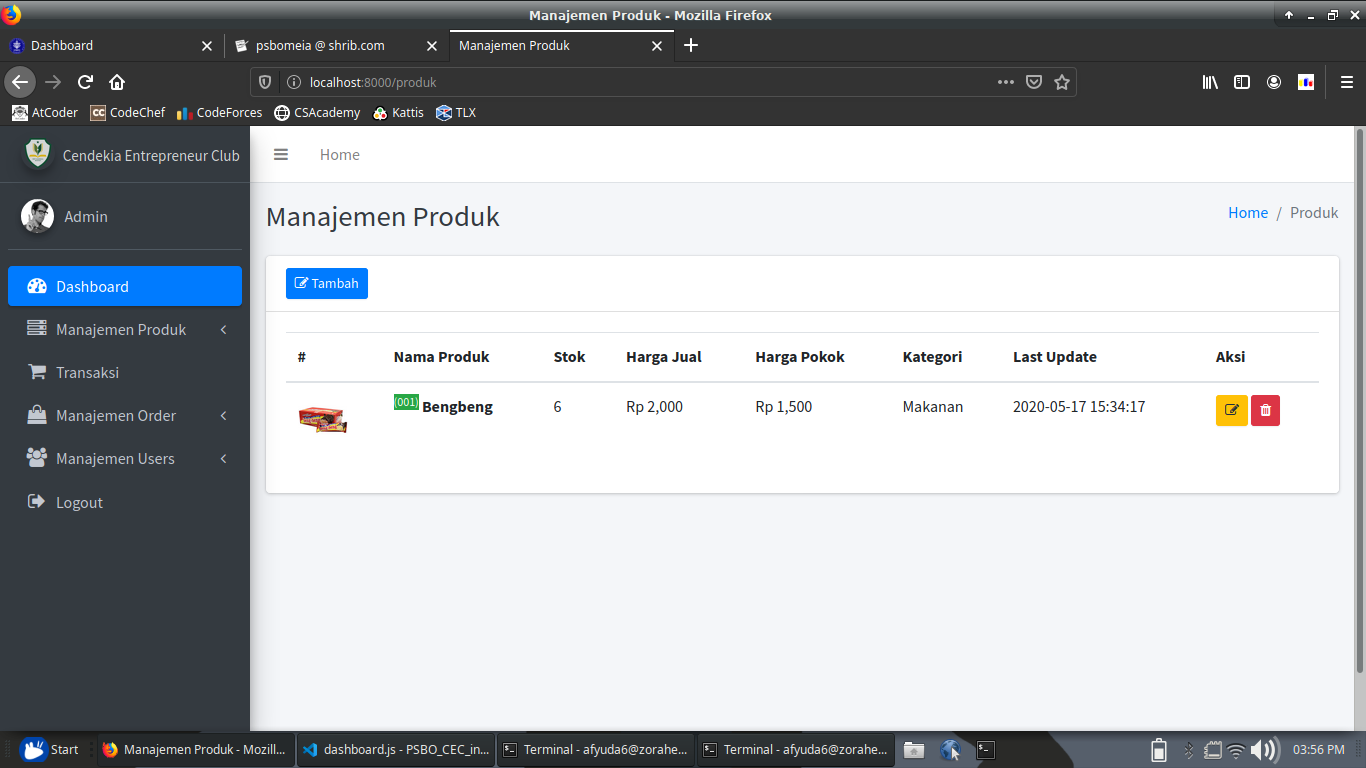 Manajemen Produk - Mozilla Firefox
Dashboard
psbomeia @ shrib.com
Manajemen Produk
localhost:8000/produk
AtCoder
CC CodeChef
CodeForces
CSAcademy
Kattis
TLX
Cendekia Entrepreneur Club
Home
Admin
Manajemen Produk
Home / Produk
Dashboard
Manajemen Produk
Transaksi
Manajemen Order
Manajemen Users
Logout
Tambah
# Nama Produk Stok Harga Jual Harga Pokok Kategori Last Update Aksi
(001) Bengbeng 6 Rp 2,000 Rp 1,500 Makanan 2020-05-17 15:34:17
Start
Manajemen Produk - Mozill...
dashboard.js - PSBO_CEC_in...
Terminal - afyuda6@zorahe...
Terminal - afyuda6@zorahe...
03:56 PM